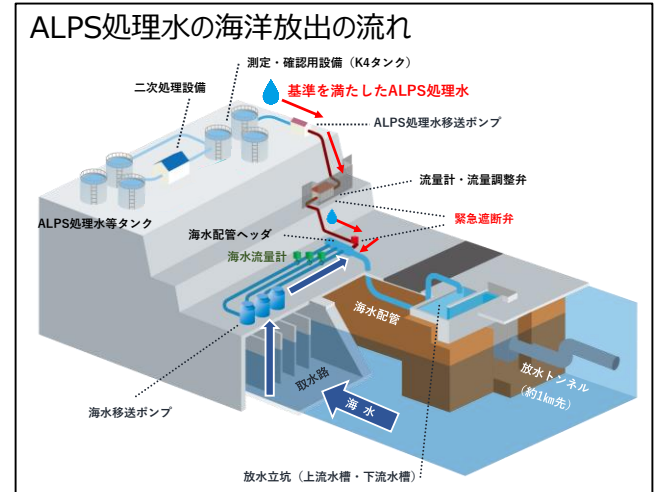 ALPS処理水の海洋放出の流れ
測定・確認用設備（K4タンク）
二次処理設備
基準を満たしたALPS処理水
ALPS処理水移送ポンプ
流量計・流量調整弁
ALPS処理水等タンク
緊急遮断弁
海水配管ヘッダ
海水流量計
海水配管
取水路
放水トンネル
（約1㎞先）
海水移送ポンプ
海 水
放水立坑（上流水槽・下流水槽）